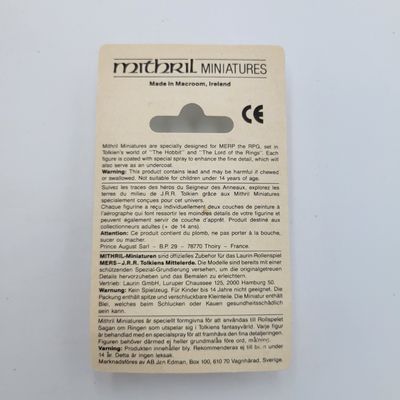 mithril MINIATURES
Made in Macroom, Ireland
CE
Mithril Miniatures are specially designed for MERP the RPG, set in
Tolkien's world of "The Hobbit" and "The Lord of the Rings". Each
figure is coated with special spray to enhance the fine detail, which will
also serve as an undercoat.
Warning: This product contains lead and may be harmful if chewed
or swallowed. Not suitable for children under 14 years of age.
Suivez les traces des héros du Seigneur des Anneaux, explorez les
terres du milieu de J.R.R. Tolkien grâce aux Mithril Miniatures
spécialement conçues pour cet univers.
Chaque figurine a reçu individuellement deux couches de peinture à
l'aérographe qui font ressortir les moindres détails de votre figurine et
peuvent également servir de couche d'apprêt. Produit destiné aux
collectionneurs adultes (+ de 14 ans).
Attention: Ce produit contient du plomb, ne pas porter à la bouche,
sucer ou macher.
Prince August Sarl – B.P. 29 – 78770 Thoiry – France.
MITHRIL-Miniaturen sind offizielles Zubehör für das Laurin-Rollenspiel
MERS–J.R.R. Tolkiens Mittelerde. Die Modelle sind bereits mit einer
schützenden Spezial-Grundierung versehen, um die originalgetreuen
Details hervorzuheben und das Bemalen zu erleichtern.
Vertrieb: Laurin GmbH, Luruper Chaussee 125, 2000 Hamburg 50.
Warnung: Kein Spielzeug. Für Kinder bis 14 Jahre nicht geeignet. Die
Packung enthält spitze und verschluckbare Kleinteile. Die Miniatur enthält
Blei, welches beim Schlucken oder Kauen gesundheitsschädlich
sein kann.
Mithril Miniatures är speciellt formgivna för att användas till Rollspelet
Sagan om Ringen som utspelar sig i Tolkiens fantasyvärld. Varje figur
är behandlad med en specialspray för att framhäva den fina detaljeringen.
Figuren behöver därmed ej heller grundmålas före ord, målning.
Varning: Produkten innehåller bly. Rekommenderas ej till barn under
14 år. Detta är ingen leksak.
Marknadsföres av AB Jan Edman, Box 100, 610 70 Vagnhärad, Sverige.